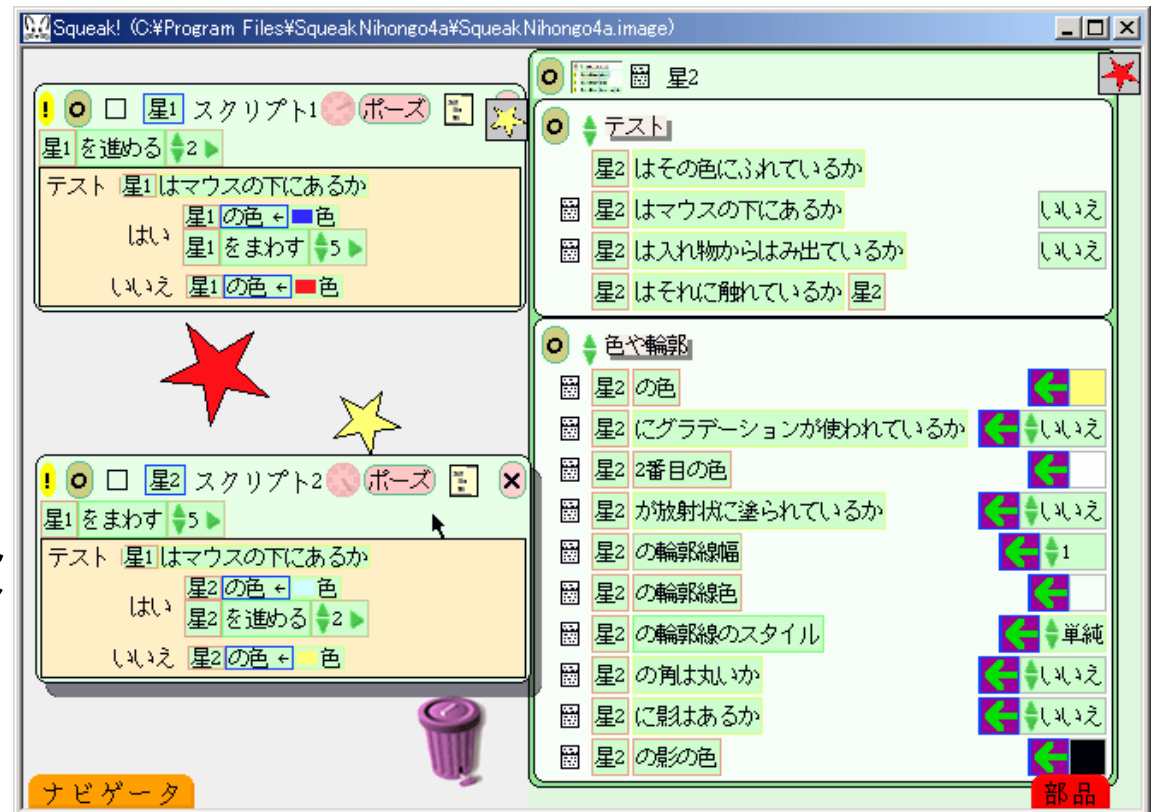 Squeak! (C:¥Program Files¥SqueakNihongo4a¥SqueakNihongo4a.image)
! O 星1 スクリプト1 ポーズ
星1 を進める 2
テスト 星1 はマウスの下にあるか
はい 星1 の色 ← 色
星1 をまわす 5
いいえ 星1 の色 ← 色
! O 星2 スクリプト2 ポーズ ×
星1 をまわす 5
テスト 星1 はマウスの下にあるか
はい 星2 の色 ← 色
星2 を進める 2
いいえ 星2 の色 ← 色
ナビゲータ
O 星2
O テスト
星2 はその色にふれているか
星2 はマウスの下にあるか いいえ
星2 は入れ物からはみ出ているか いいえ
星2 はそれに触れているか 星2
O 色や輪郭
星2 の色
星2 にグラデーションが使われているか いいえ
星2 2番目の色
星2 が放射状に塗られているか いいえ
星2 の輪郭線幅 1
星2 の輪郭線色
星2 の輪郭線のスタイル 単純
星2 の角は丸いか いいえ
星2 に影はあるか いいえ
星2 の影の色
部品